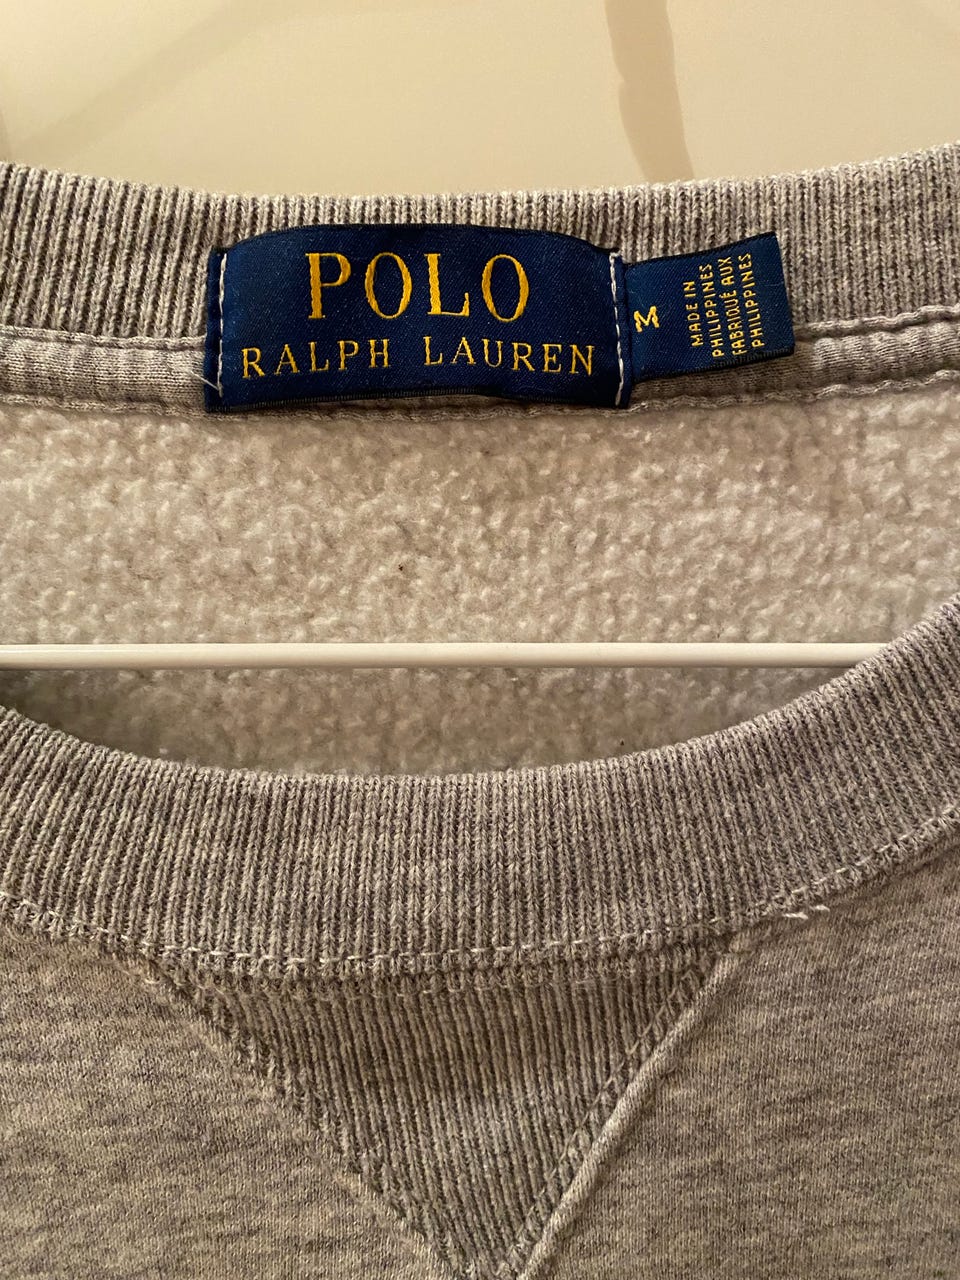 POLO
RALPH LAUREN
M
MADE IN
PHILIPPINES
FABRIQUÉ AUX
PHILIPPINES